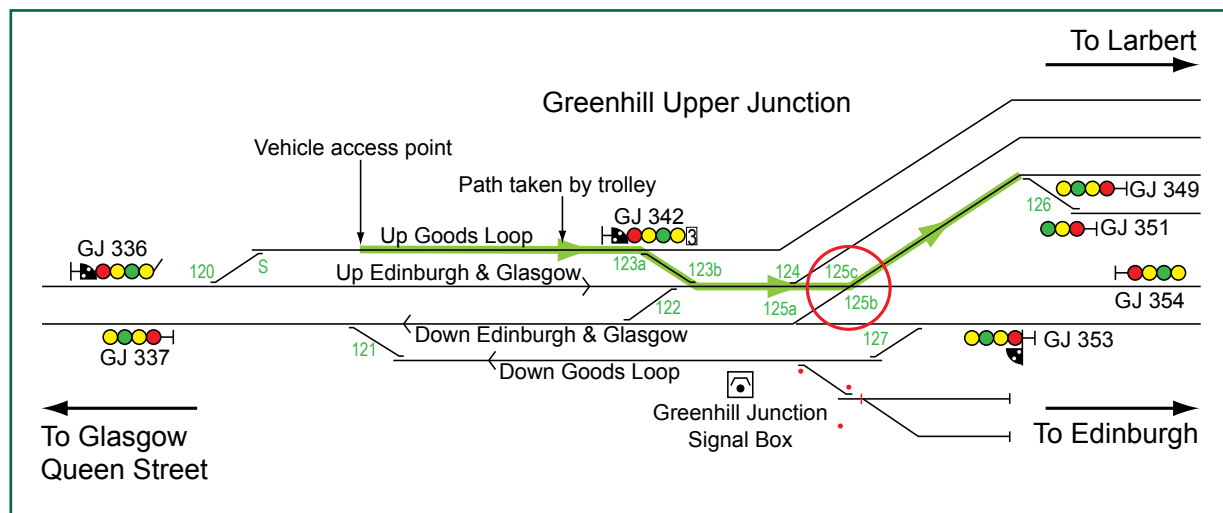 To Larbert
Greenhill Upper Junction
Vehicle access point
Path taken by trolley
GJ 349
GJ 342
126
3
GJ 351
GJ 336
Up Goods Loop
123a
123b
124
125c
120
S
Up Edinburgh & Glasgow
GJ 354
122
125a
125b
GJ 337
121
Down Edinburgh & Glasgow
127
GJ 353
Down Goods Loop
Greenhill Junction
Signal Box
To Glasgow
Queen Street
To Edinburgh